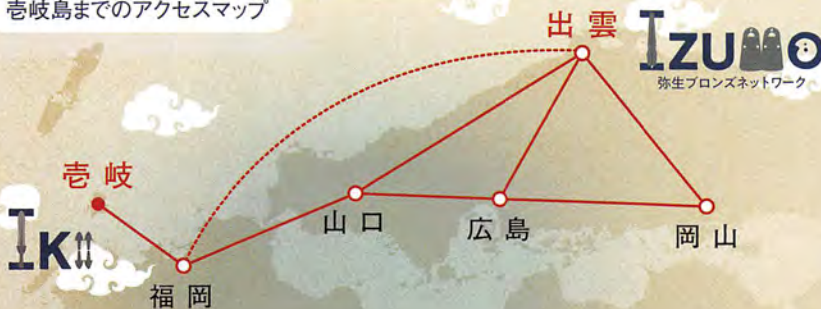 壱岐島までのアクセスマップ
出雲
IZUMO
弥生ブロンズネットワーク
壱岐
IKI
山口
広島
岡山
福岡